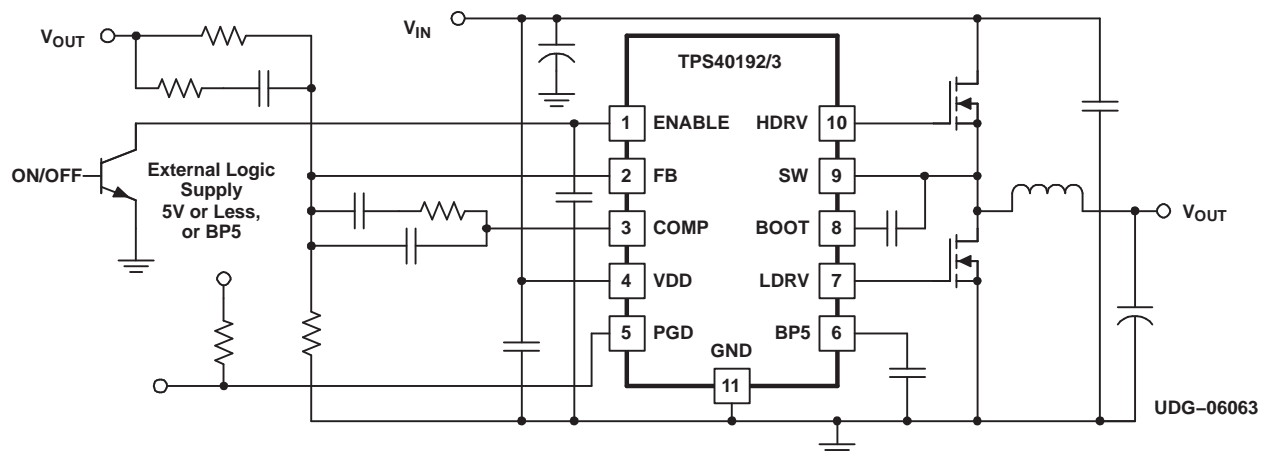 VOUT
VIN
TPS40192/3
1 ENABLE
HDRV 10
ON/OFF
External Logic
Supply
5V or Less,
or BP5
2 FB
SW 9
3 COMP
BOOT 8
VOUT
4 VDD
LDRV 7
5 PGD
BP5 6
GND
11
UDG–06063